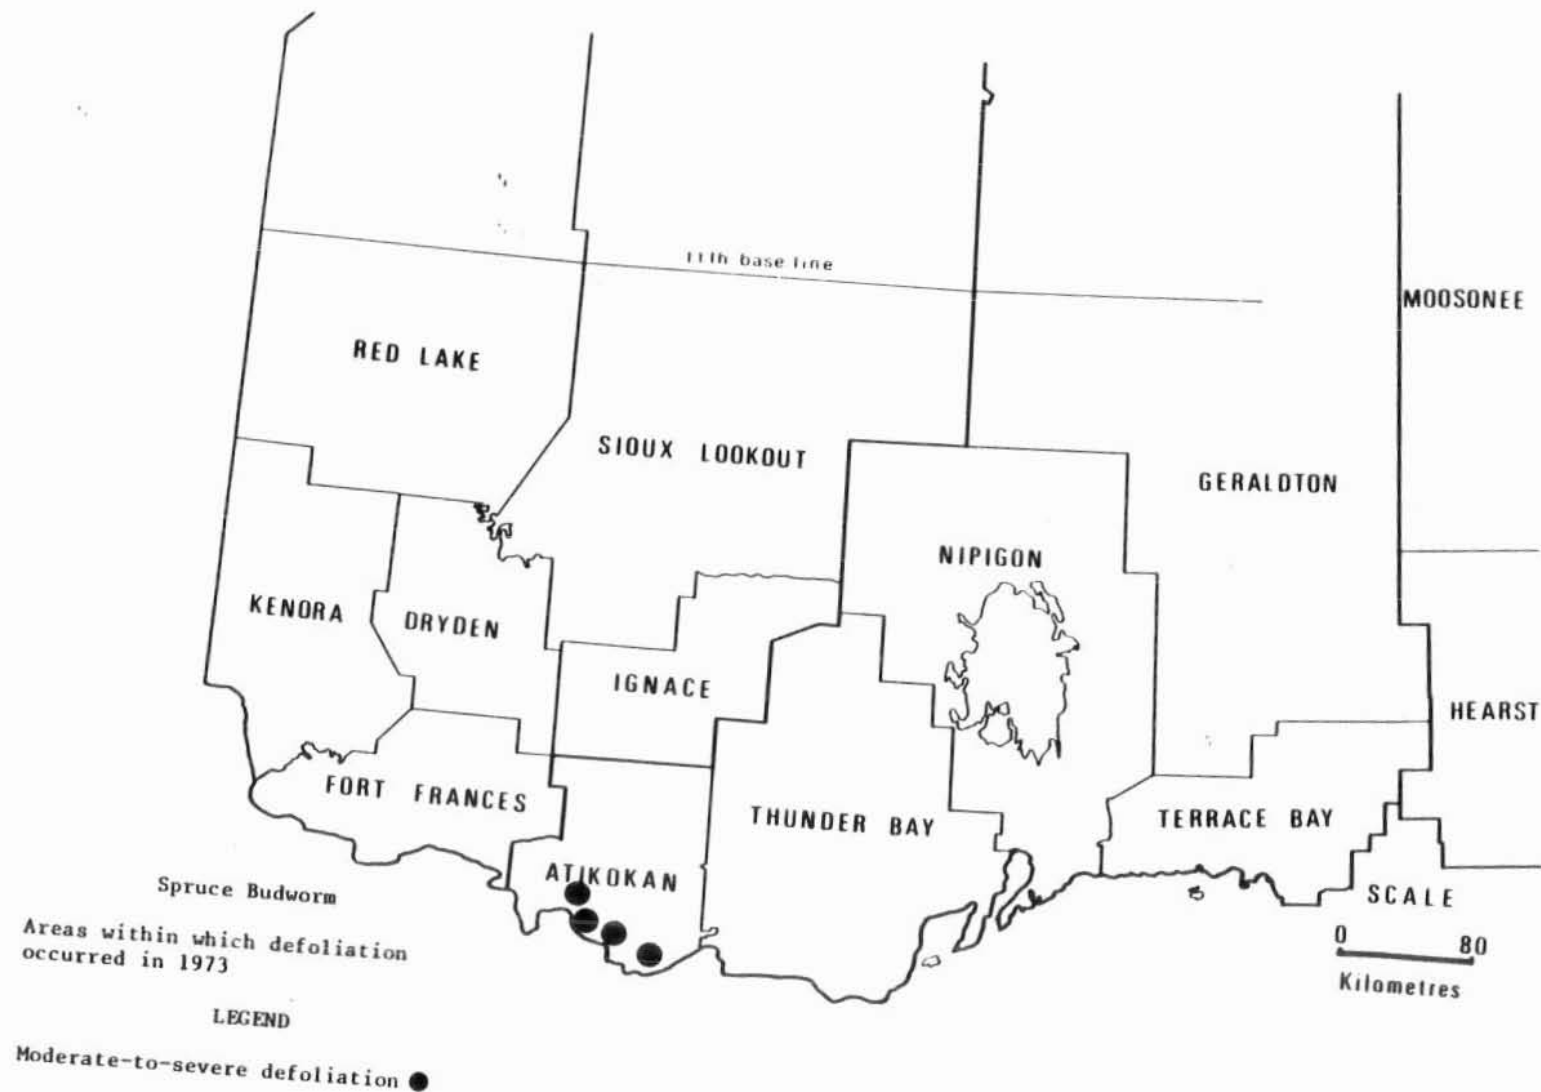 11th base line
MOOSONEE
RED LAKE
SIOUX LOOKOUT
GERALDTON
NIPIGON
KENORA
DRYDEN
IGNACE
HEARST
FORT FRANCES
THUNDER BAY
TERRACE BAY
ATIKOKAN
SCALE
0 80
Kilometres
Spruce Budworm
Areas within which defoliation
occurred in 1973
LEGEND
Moderate-to-severe defoliation